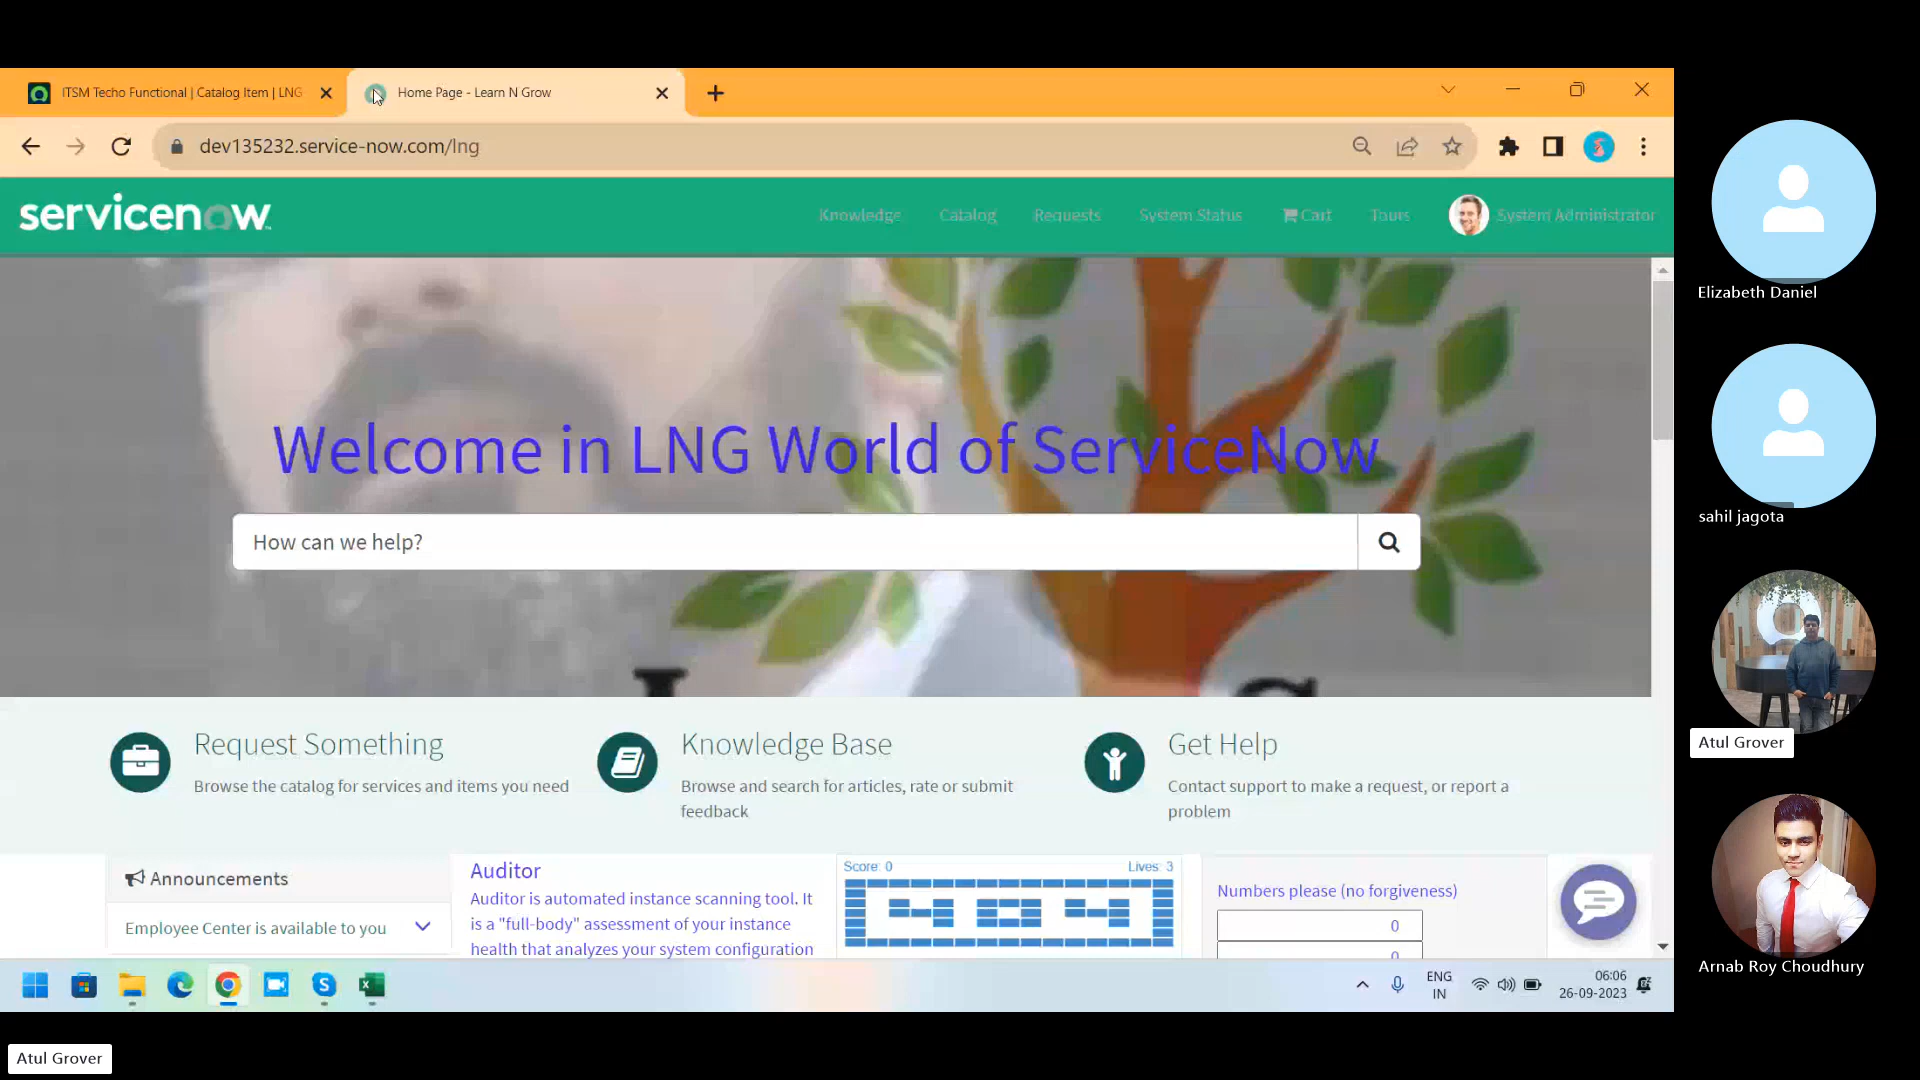 ITSM Techo Functional | Catalog Item | LNG
Home Page - Learn N Grow
dev135232.service-now.com/lng
servicenow
Knowledge Catalog Requests System Status Cart Tours System Administrator
Welcome in LNG World of ServiceNow
How can we help?
Request Something
Browse the catalog for services and items you need
Knowledge Base
Browse and search for articles, rate or submit
feedback
Get Help
Contact support to make a request, or report a
problem
Announcements
Employee Center is available to you
Auditor
Auditor is automated instance scanning tool. It
is a "full-body" assessment of your instance
health that analyzes your system configuration
Score: 0 Lives: 3
Numbers please (no forgiveness)
0
0
ENG
IN
06:06
26-09-2023
Elizabeth Daniel
sahil jagota
Atul Grover
Arnab Roy Choudhury
Atul Grover